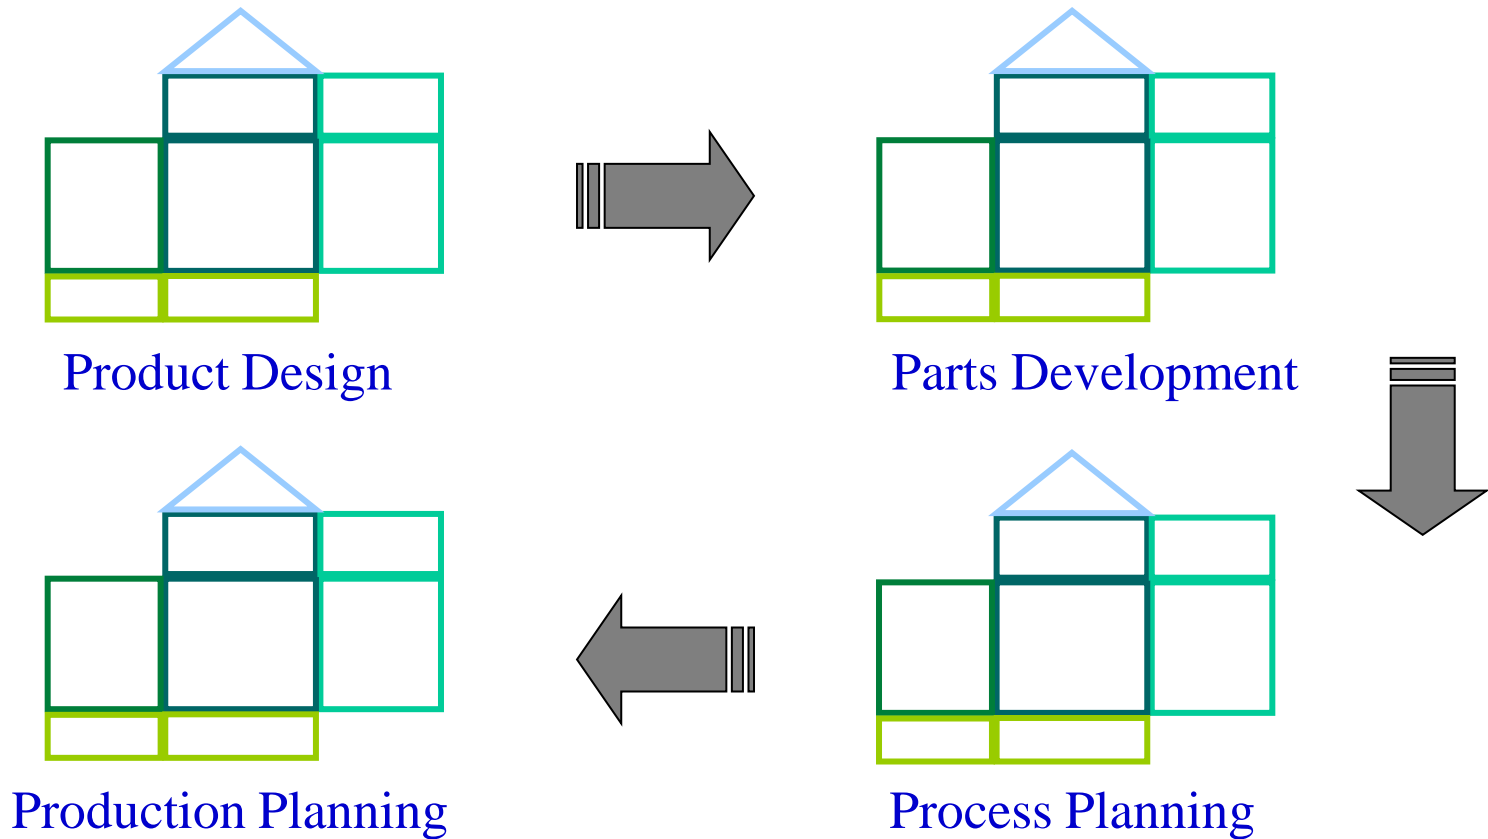 Product Design
Parts Development
Production Planning
Process Planning